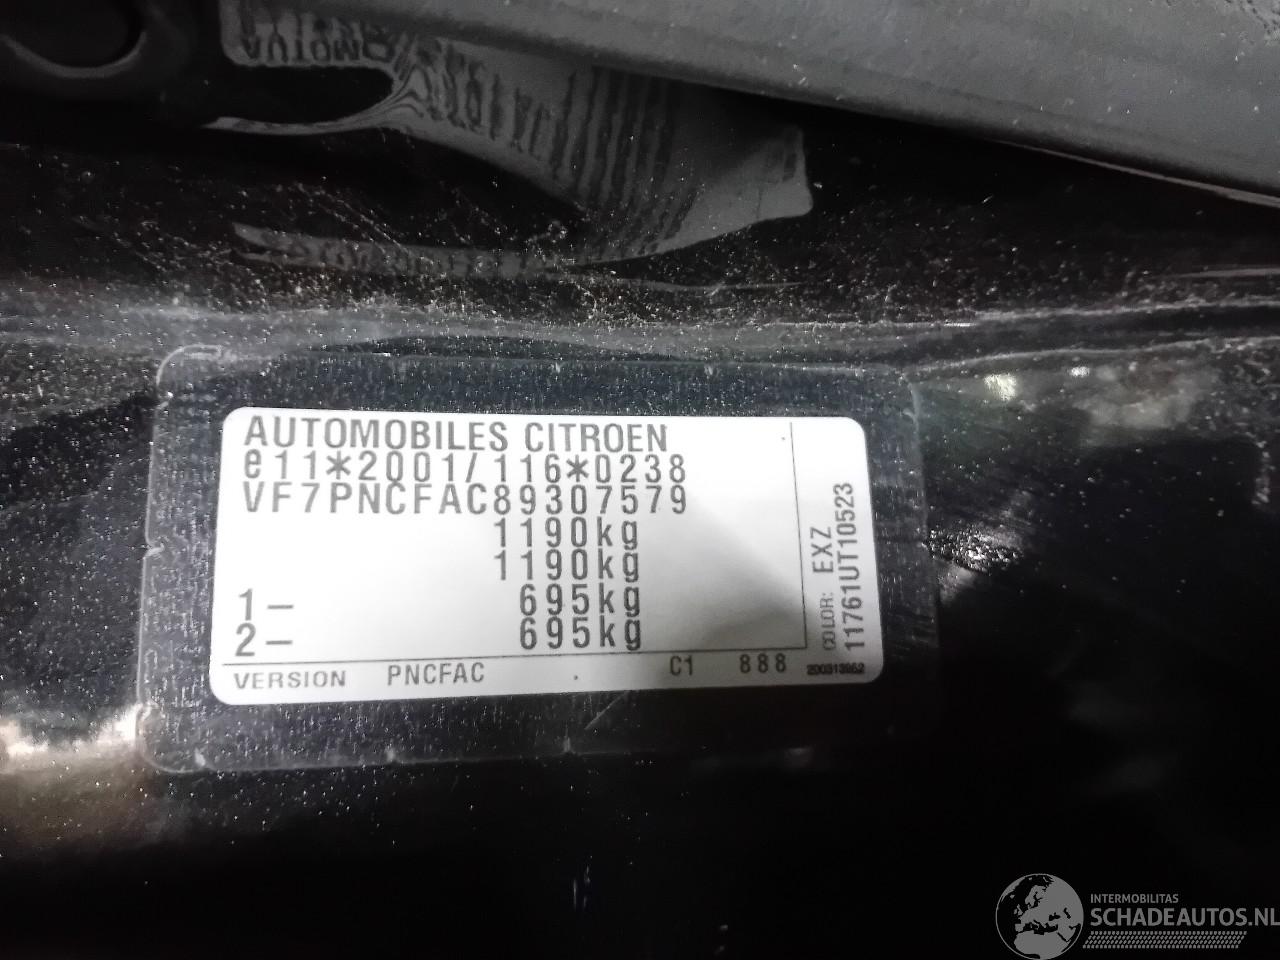 AUTOMOBILES CITROEN
e11*2001/116*0238
VF7PNCFAC89307579
1190kg
1190kg
1- 695kg
2- 695kg
VERSION PNCFAC C1 888
COLOR: EXZ
11761UT10523
200313952
INTERMOBILITAS
SCHADEAUTOS.NL